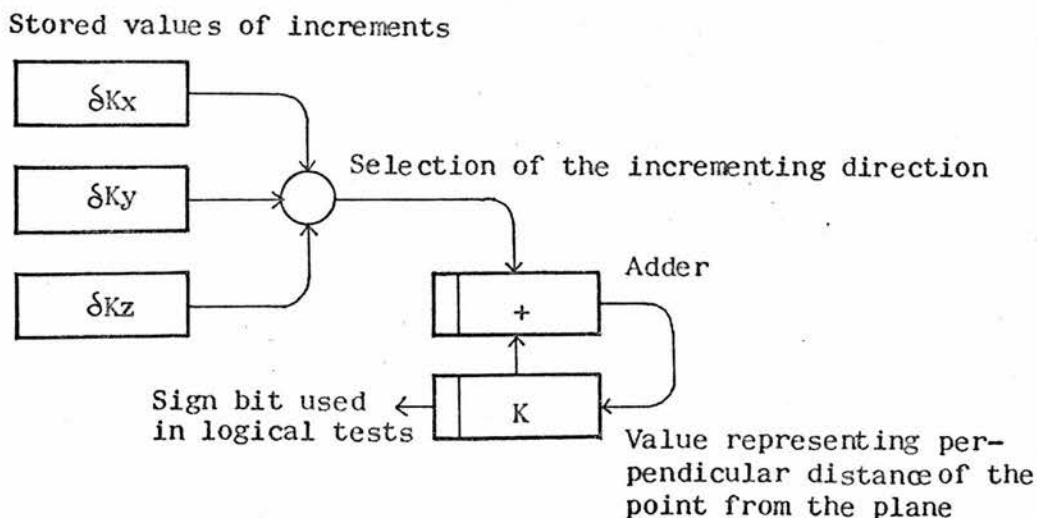 Stored values of increments
δKx
Selection of the incrementing direction
δKy
Adder
δKz
+
Sign bit used
in logical tests
K
Value representing per-
pendicular distance of the
point from the plane